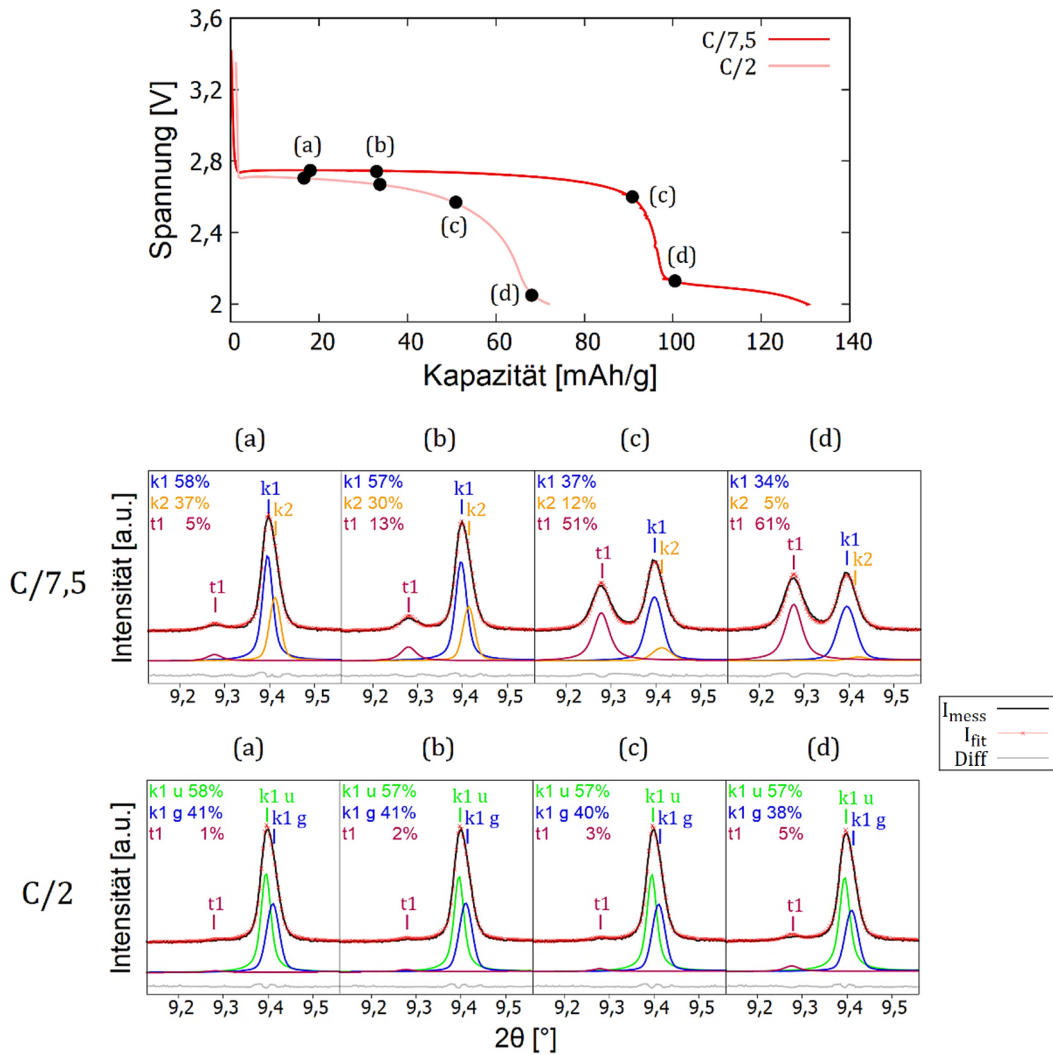 3,6
3,2
2,8
2,4
2
Spannung [V]
C/7,5
C/2
(a)
(b)
(c)
(c)
(d)
(d)
0 20 40 60 80 100 120 140
Kapazität [mAh/g]
(a) (b) (c) (d)
C/7,5
Intensität [a.u.]
k1 58%
k2 37%
t1 5%
k1
k2
t1
k1 57%
k2 30%
t1 13%
k1
k2
t1
k1 37%
k2 12%
t1 51%
t1
k1
k2
k1 34%
k2 5%
t1 61%
t1
k1
k2
9,2 9,3 9,4 9,5 9,2 9,3 9,4 9,5 9,2 9,3 9,4 9,5 9,2 9,3 9,4 9,5
Imess
Ifit
Diff
(a) (b) (c) (d)
C/2
Intensität [a.u.]
k1 u 58%
k1 g 41%
t1 1%
k1 u
k1 g
t1
k1 u 57%
k1 g 41%
t1 2%
k1 u
k1 g
t1
k1 u 57%
k1 g 40%
t1 3%
k1 u
k1 g
t1
k1 u 57%
k1 g 38%
t1 5%
k1 u
k1 g
t1
9,2 9,3 9,4 9,5 9,2 9,3 9,4 9,5 9,2 9,3 9,4 9,5 9,2 9,3 9,4 9,5
2θ [°]